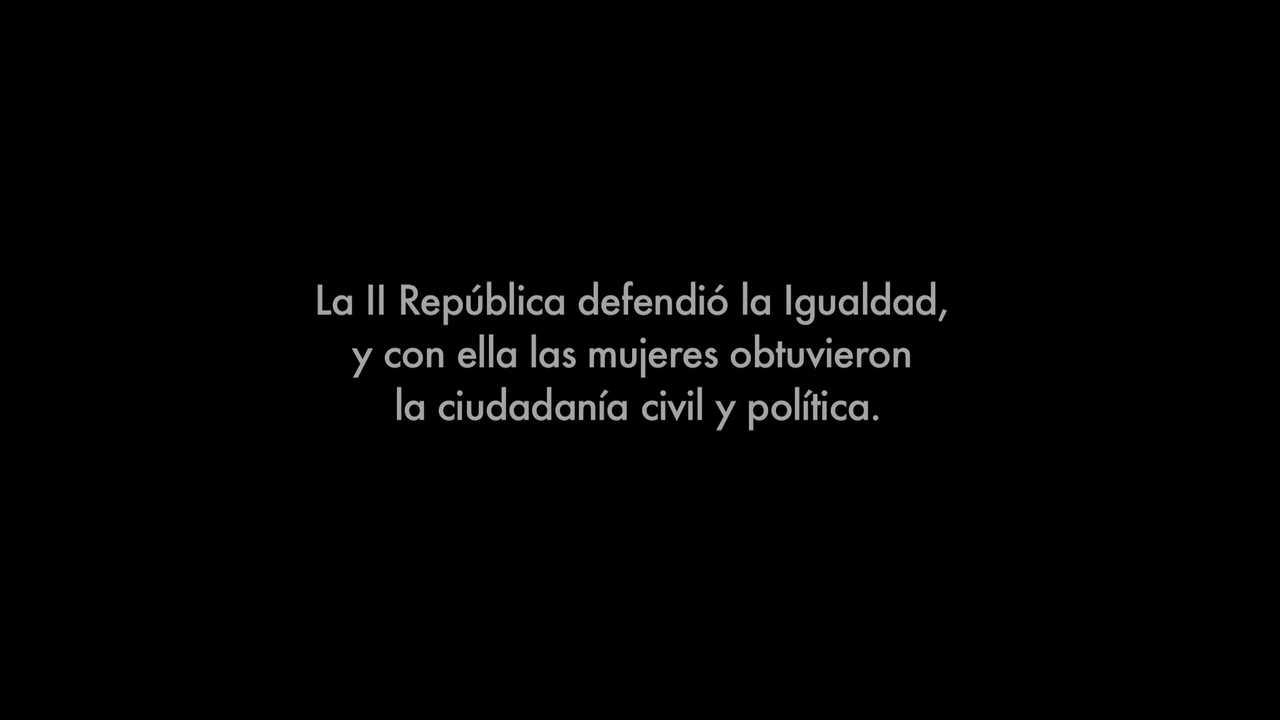 La II República defendió la Igualdad,
y con ella las mujeres obtuvieron
la ciudadanía civil y política.